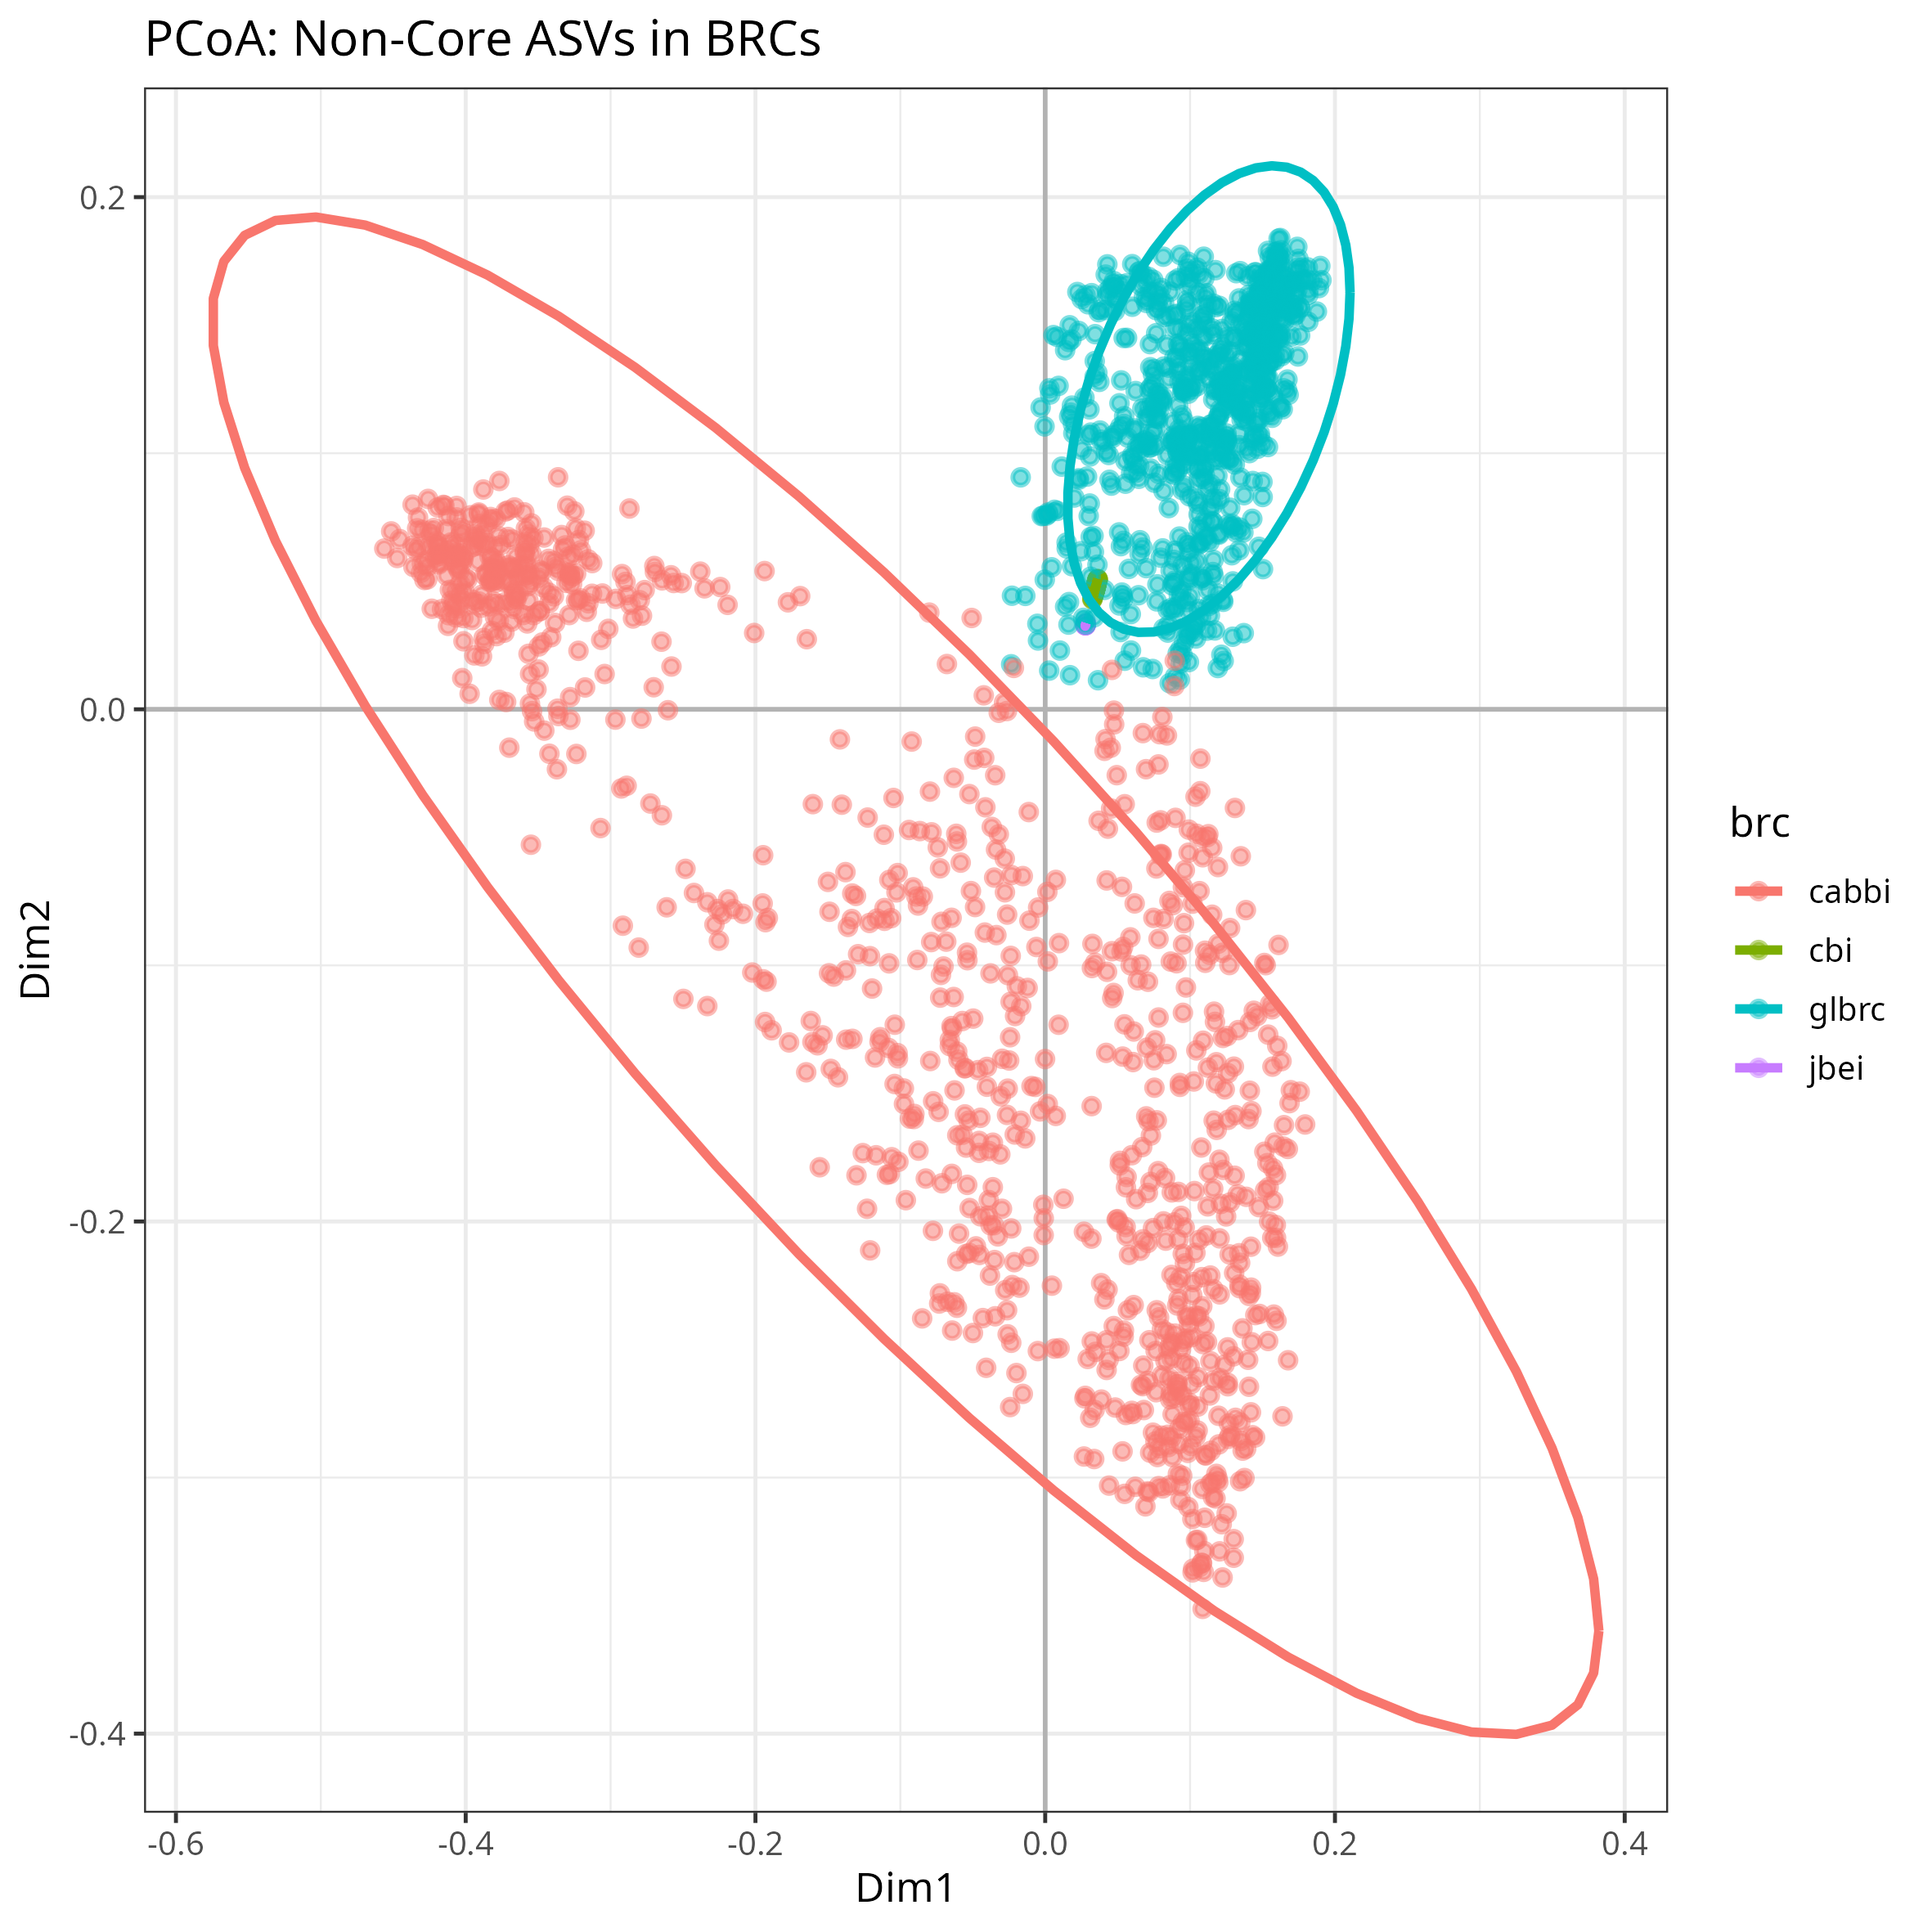 PCoA: Non-Core ASVs in BRCs
0.2
0.0
-0.2
-0.4
Dim2
-0.6
-0.4
-0.2
0.0
0.2
0.4
Dim1
brc
cabbi
cbi
glbrc
jbei